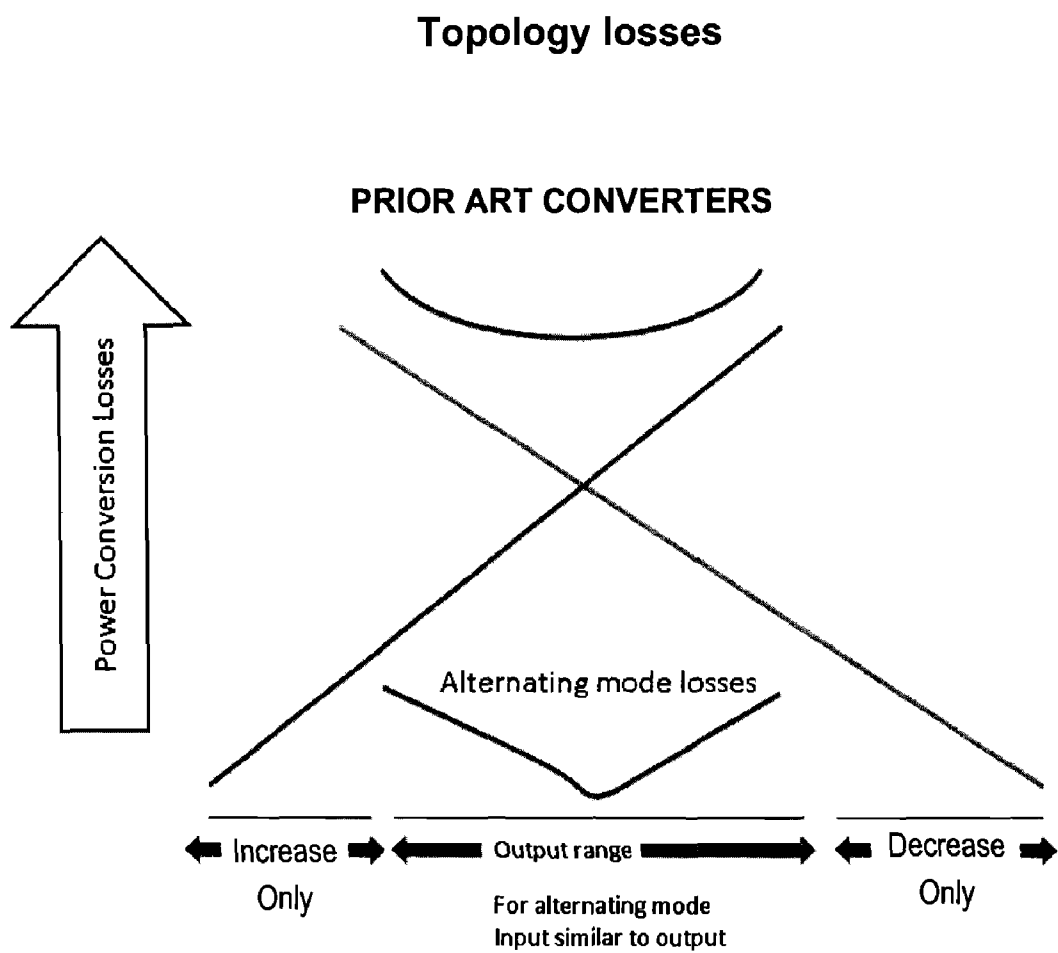 Topology losses
PRIOR ART CONVERTERS
Power Conversion Losses
Alternating mode losses
Increase
Only
Output range
Decrease
Only
For alternating mode
Input similar to output